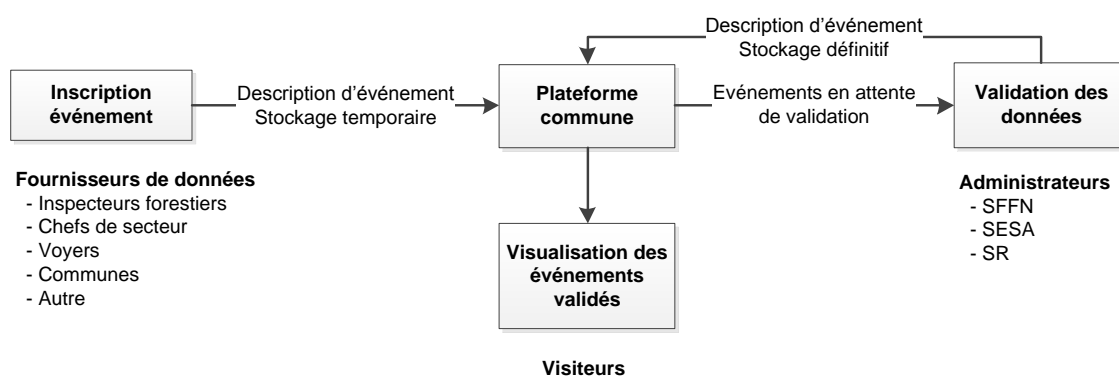 Description d'événement
Stockage définitif
Inscription
événement
Description d'événement
Stockage temporaire
Plateforme
commune
Evénements en attente
de validation
Validation des
données
Fournisseurs de données
- Inspecteurs forestiers
- Chefs de secteur
- Voyers
- Communes
- Autre
Administrateurs
- SFFN
- SESA
- SR
Visualisation des
événements
validés
Visiteurs